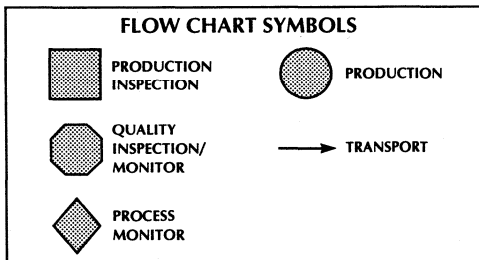 FLOW CHART SYMBOLS
PRODUCTION
INSPECTION
PRODUCTION
QUALITY
INSPECTION/
MONITOR
TRANSPORT
PROCESS
MONITOR